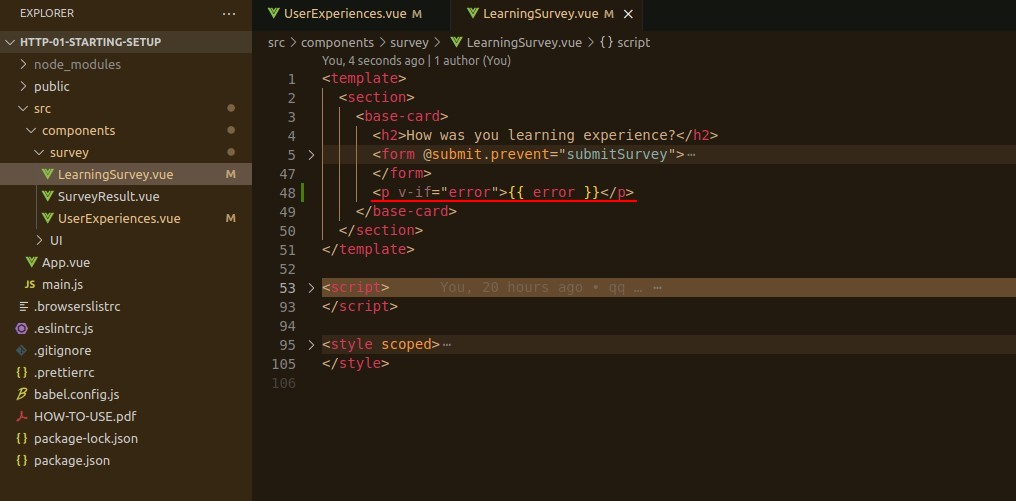 EXPLORER ···
HTTP-01-STARTING-SETUP
node_modules
public
src
components
survey
LearningSurvey.vue M
SurveyResult.vue
UserExperiences.vue M
UI
App.vue
JS main.js
.browserslistrc
.eslintrc.js
.gitignore
{ } .prettierrc
babel.config.js
HOW-TO-USE.pdf
{ } package-lock.json
{ } package.json
UserExperiences.vue M LearningSurvey.vue M ×
src > components > survey > LearningSurvey.vue > {} script
You, 4 seconds ago | 1 author (You)
1 <template>
2 <section>
3 <base-card>
4 <h2>How was you learning experience?</h2>
5 <form @submit.prevent="submitSurvey">···
47 </form>
48 <p v-if="error">{{ error }}</p>
49 </base-card>
50 </section>
51 </template>
52
53 <script> You, 20 hours ago • qq … ···
93 </script>
94
95 <style scoped>···
105 </style>
106